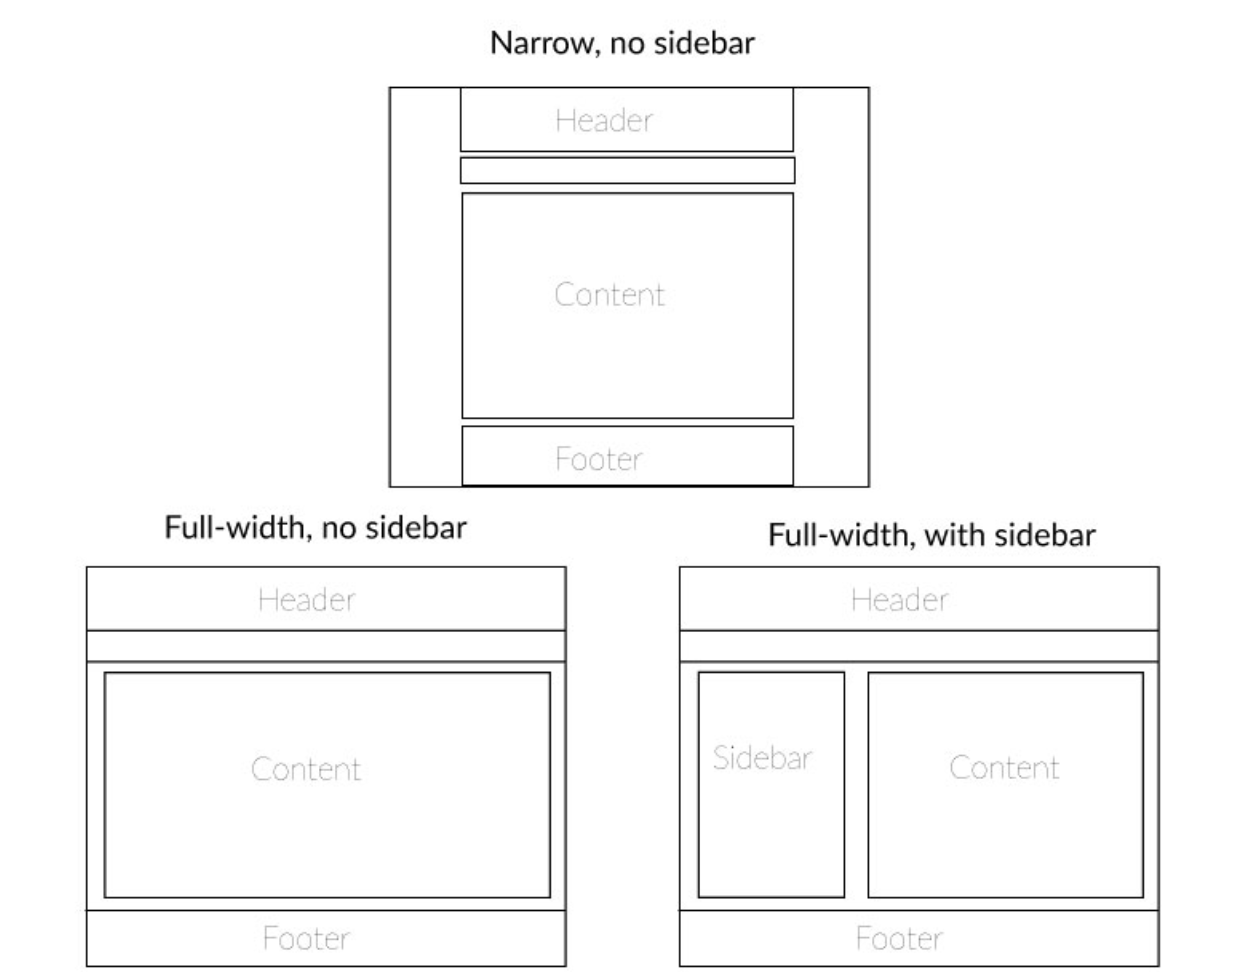 Narrow, no sidebar
Header
Content
Footer
Full-width, no sidebar
Header
Content
Footer
Full-width, with sidebar
Header
Sidebar
Content
Footer